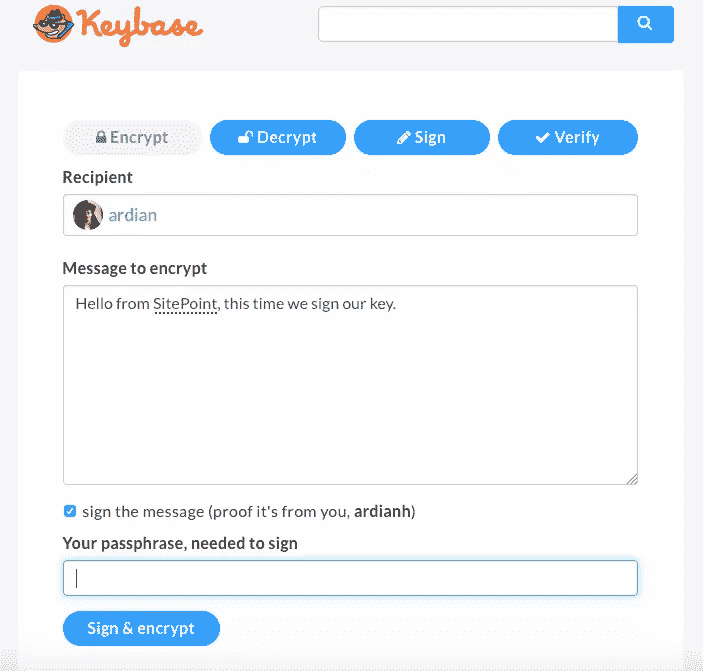 Keybase
Encrypt Decrypt Sign Verify
Recipient
ardian
Message to encrypt
Hello from SitePoint, this time we sign our key.
sign the message (proof it's from you, ardianh)
Your passphrase, needed to sign
Sign & encrypt